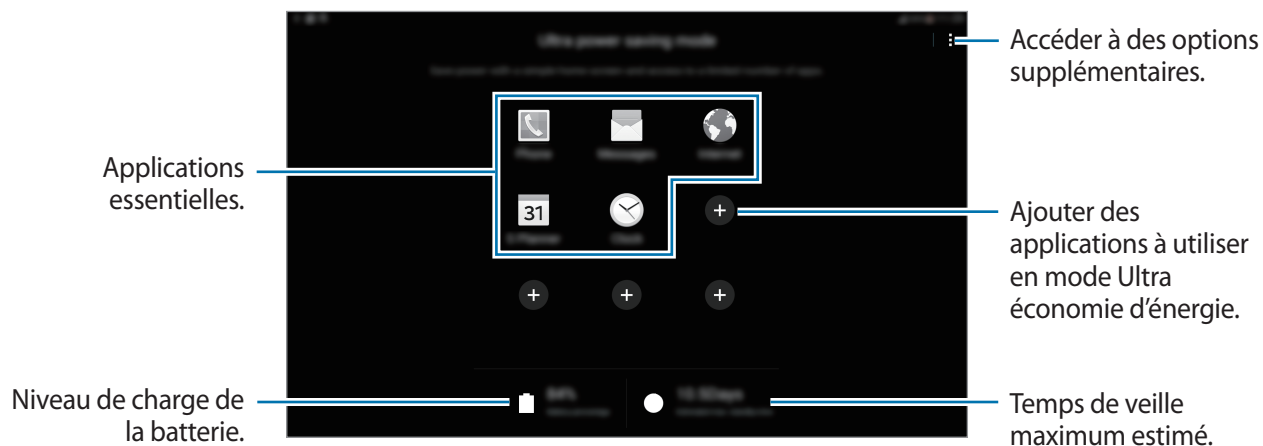 Ultra power saving mode
Accéder à des options
supplémentaires.
Phone
Messages
Internet
Applications
essentielles.
31
S Planner
Clock
Ajouter des
applications à utiliser
en mode Ultra
économie d'énergie.
Niveau de charge de
la batterie.
84%
Temps de veille
maximum estimé.